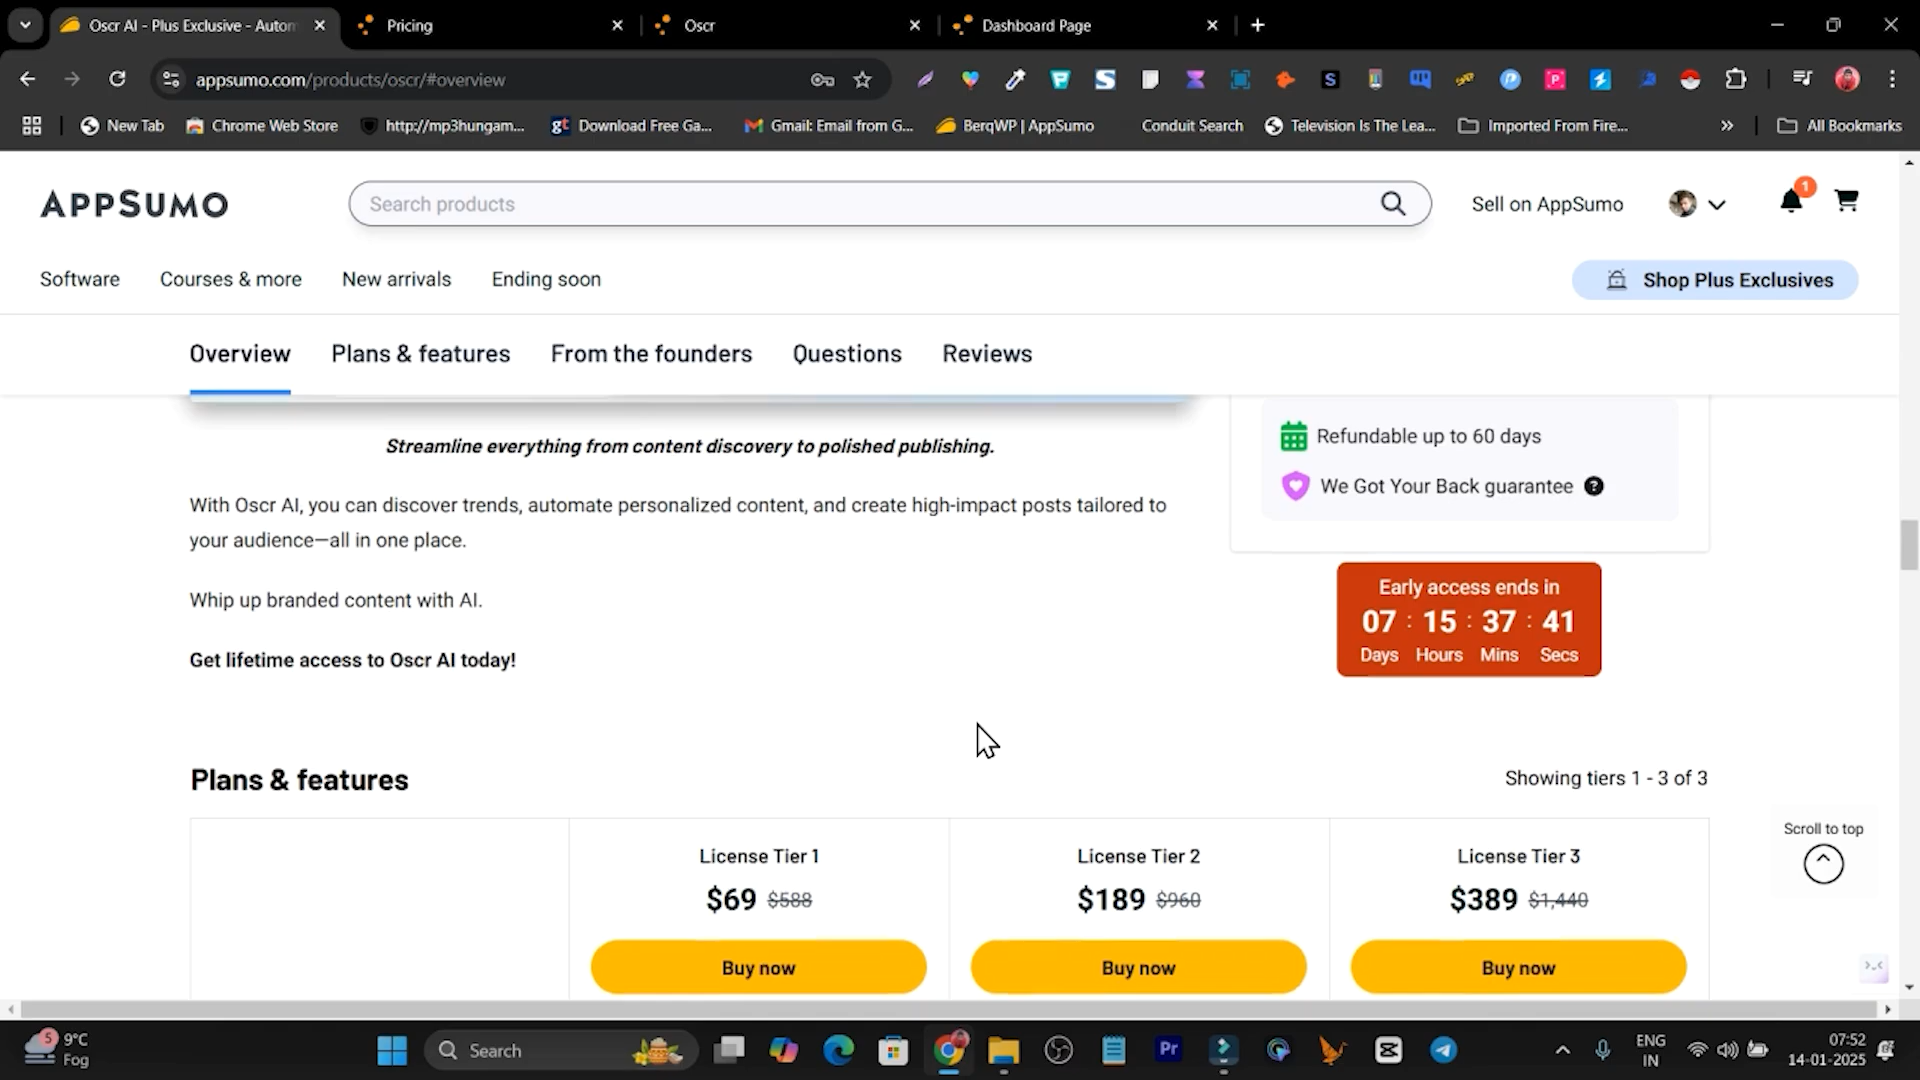 Oscr AI - Plus Exclusive - Autom
Pricing
Oscr
Dashboard Page
appsumo.com/products/oscr/#overview
New Tab
Chrome Web Store
http://mp3hungam...
Download Free Ga...
Gmail: Email from G...
BerqWP | AppSumo
Conduit Search
Television Is The Lea...
Imported From Fire...
All Bookmarks
APPSUMO
Search products
Sell on AppSumo
1
Software
Courses & more
New arrivals
Ending soon
Shop Plus Exclusives
Overview
Plans & features
From the founders
Questions
Reviews
Streamline everything from content discovery to polished publishing.
Refundable up to 60 days
We Got Your Back guarantee
With Oscr AI, you can discover trends, automate personalized content, and create high-impact posts tailored to
your audience—all in one place.
Whip up branded content with AI.
Get lifetime access to Oscr AI today!
Early access ends in
07 : 15 : 37 : 41
Days Hours Mins Secs
Plans & features
Showing tiers 1 - 3 of 3
License Tier 1
$69 $588
Buy now
License Tier 2
$189 $960
Buy now
License Tier 3
$389 $1,440
Buy now
Scroll to top
5
9°C
Fog
Search
Pr
ENG
IN
07:52
14-01-2025